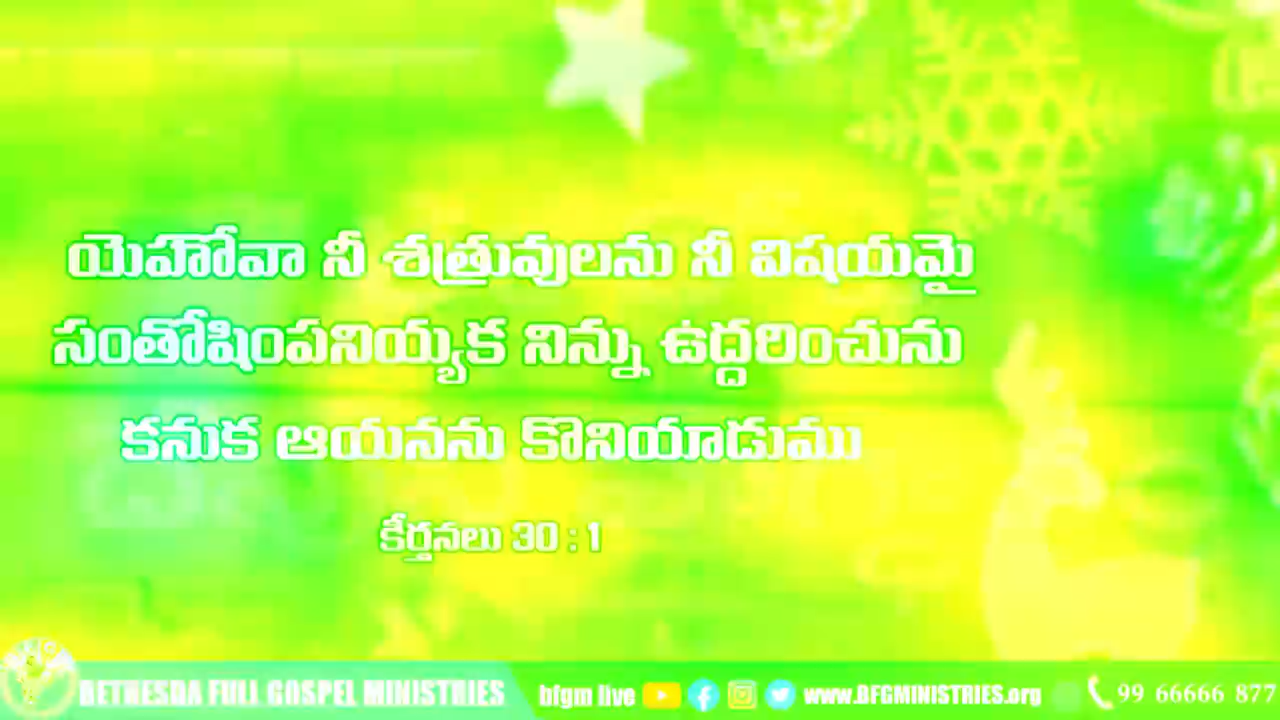 యెహోవా నీ శత్రువులను నీ విషయమై
సంతోషింపనియ్యక నిన్ను ఉద్దరించును
కనుక ఆయనను కొనియాడుము
కీర్తనలు 30 : 1
BETHESDA FULL GOSPEL MINISTRIES bfgm live www.BFGMINISTRIES.org 99 66666 877